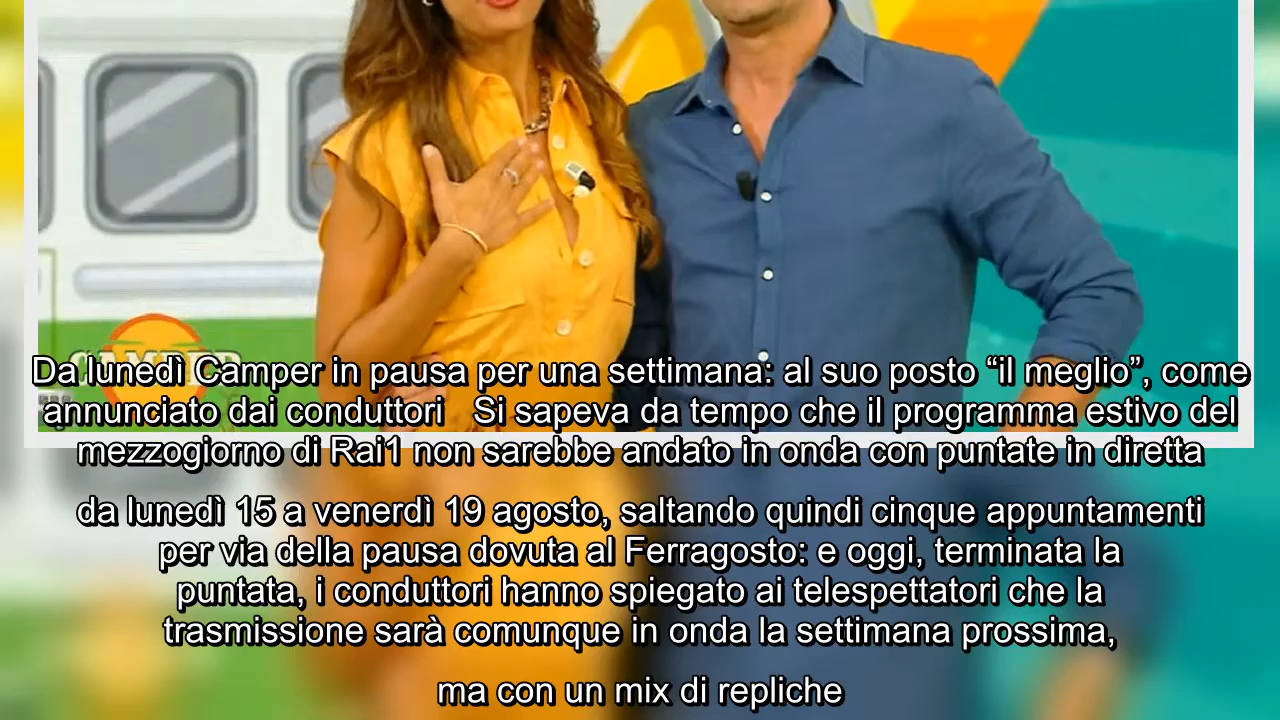 CAMPER
Da lunedì Camper in pausa per una settimana: al suo posto “il meglio”, come
annunciato dai conduttori   Si sapeva da tempo che il programma estivo del
mezzogiorno di Rai1 non sarebbe andato in onda con puntate in diretta
da lunedì 15 a venerdì 19 agosto, saltando quindi cinque appuntamenti
per via della pausa dovuta al Ferragosto: e oggi, terminata la
puntata, i conduttori hanno spiegato ai telespettatori che la
trasmissione sarà comunque in onda la settimana prossima,
ma con un mix di repliche